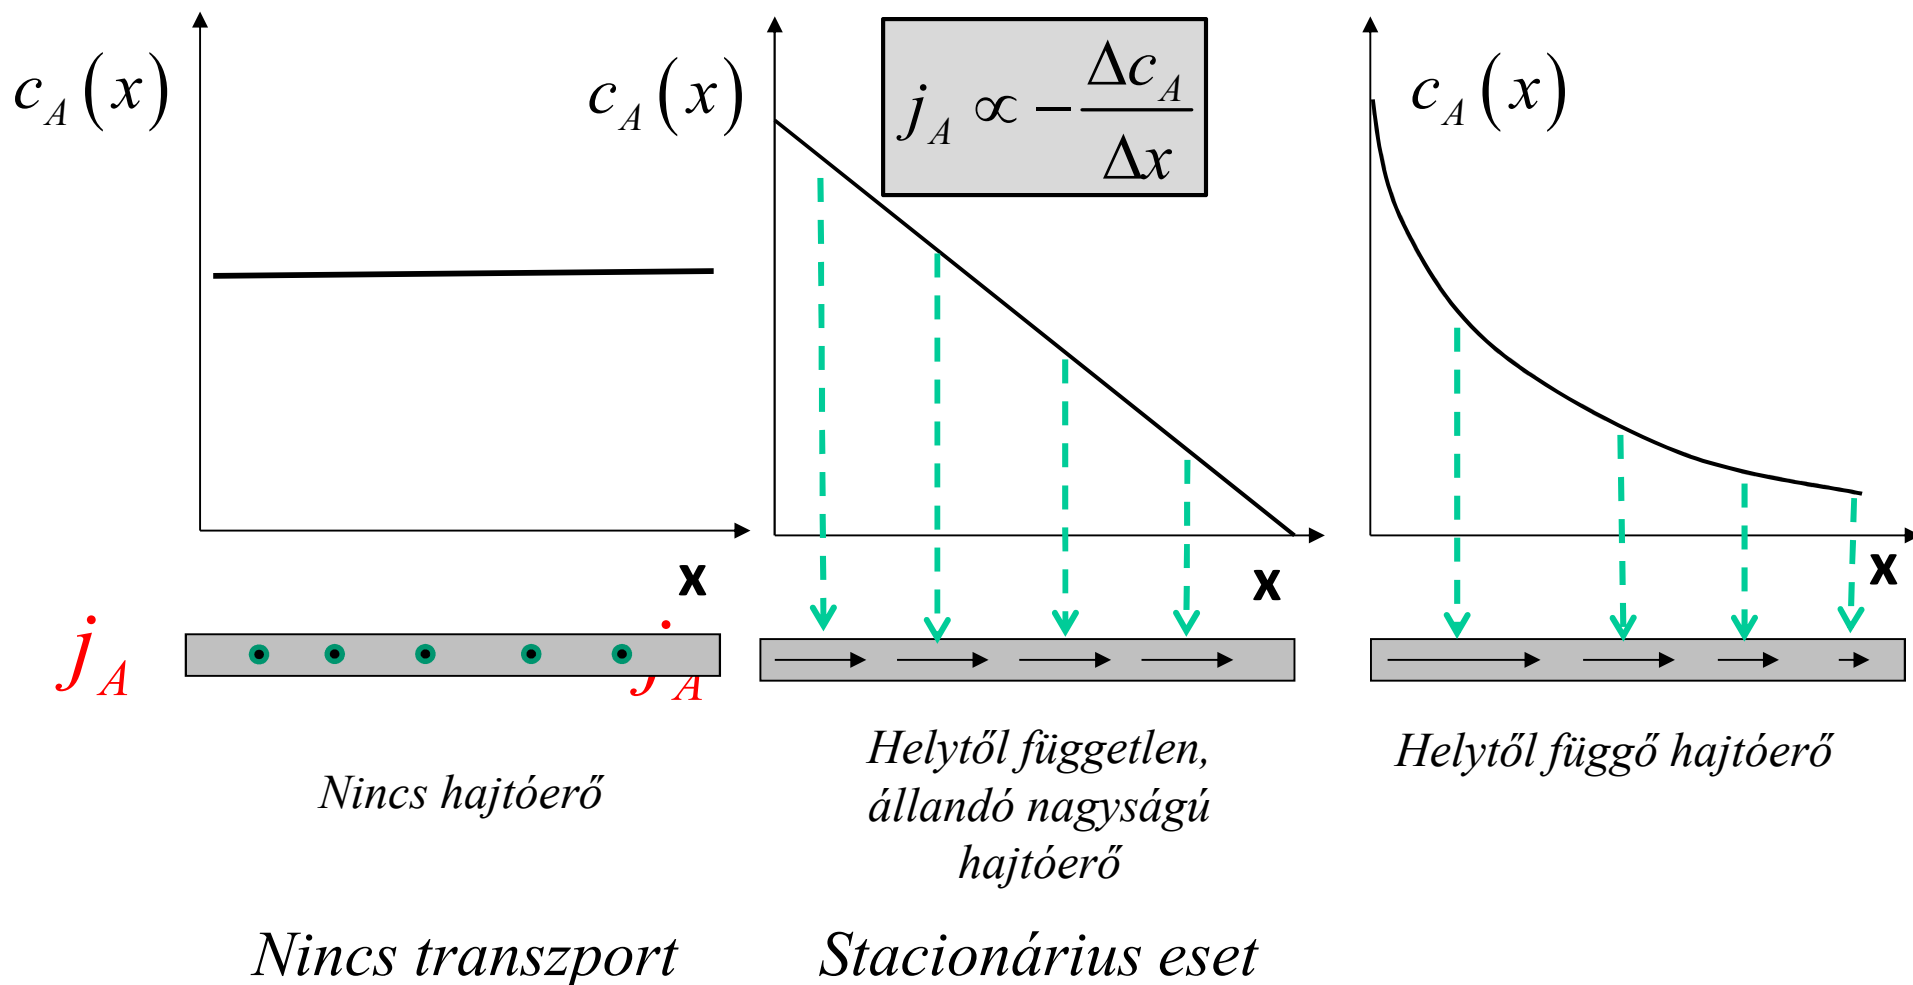 c_A(x)
x
j_A
Nincs hajtóerő
Nincs transzport
c_A(x)
j_A ∝ −Δc_A/Δx
x
j_A
Helytől független,
állandó nagyságú
hajtóerő
Stacionárius eset
c_A(x)
x
Helytől függő hajtóerő